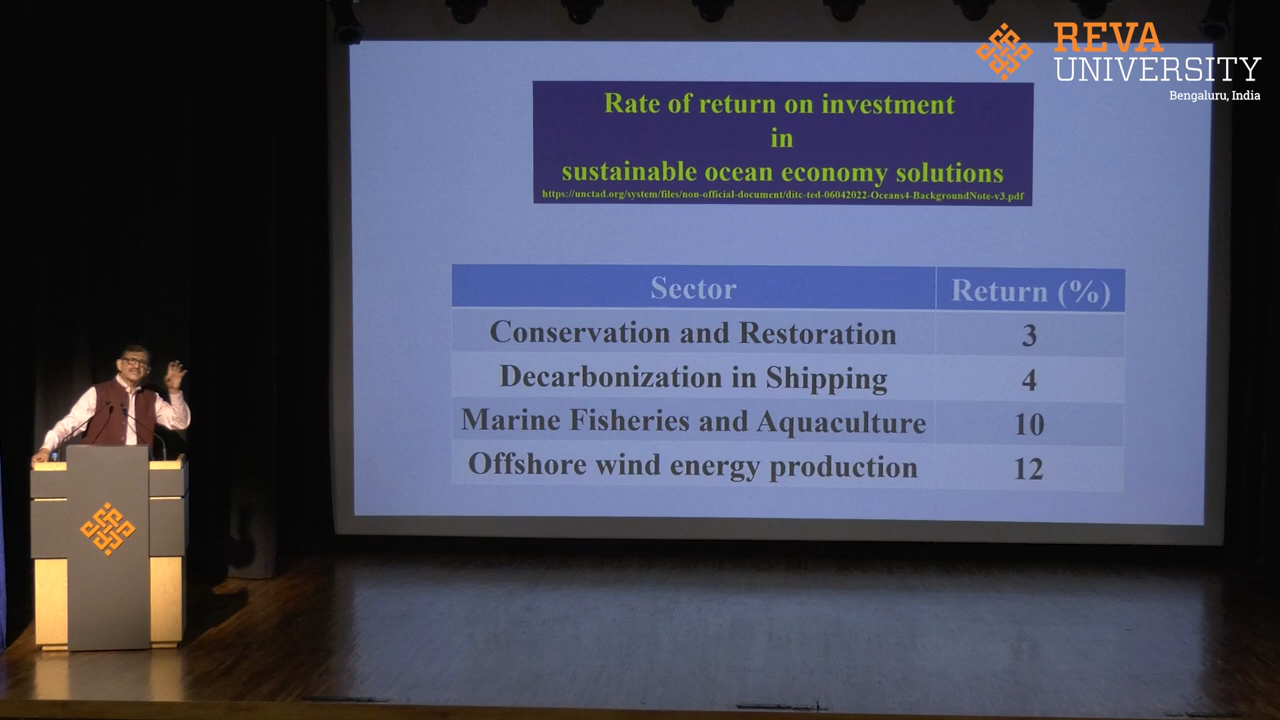 REVA
UNIVERSITY
Bengaluru, India
Rate of return on investment
in
sustainable ocean economy solutions
https://unctad.org/system/files/non-official-document/ditc-ted-06042022-Oceans4-BackgroundNote-v3.pdf
Sector Return (%)
Conservation and Restoration 3
Decarbonization in Shipping 4
Marine Fisheries and Aquaculture 10
Offshore wind energy production 12